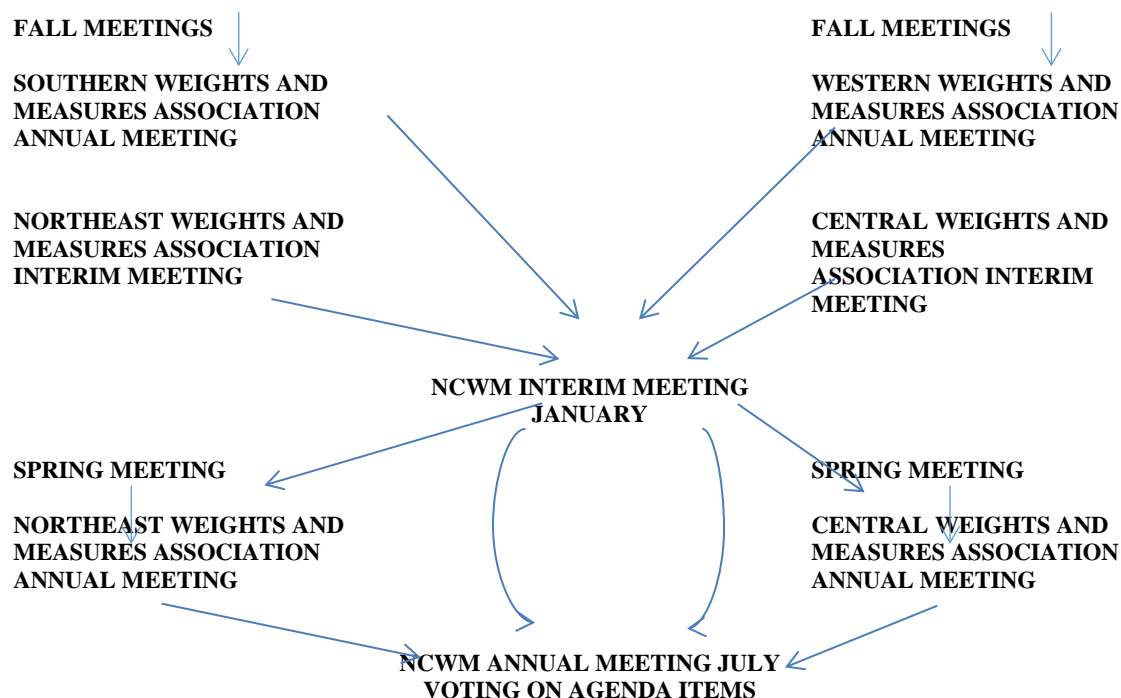 FALL MEETINGS
SOUTHERN WEIGHTS AND
MEASURES ASSOCIATION
ANNUAL MEETING
FALL MEETINGS
WESTERN WEIGHTS AND
MEASURES ASSOCIATION
ANNUAL MEETING
NORTHEAST WEIGHTS AND
MEASURES ASSOCIATION
INTERIM MEETING
CENTRAL WEIGHTS AND
MEASURES
ASSOCIATION INTERIM
MEETING
NCWM INTERIM MEETING
JANUARY
SPRING MEETING
NORTHEAST WEIGHTS AND
MEASURES ASSOCIATION
ANNUAL MEETING
SPRING MEETING
CENTRAL WEIGHTS AND
MEASURES ASSOCIATION
ANNUAL MEETING
NCWM ANNUAL MEETING JULY
VOTING ON AGENDA ITEMS